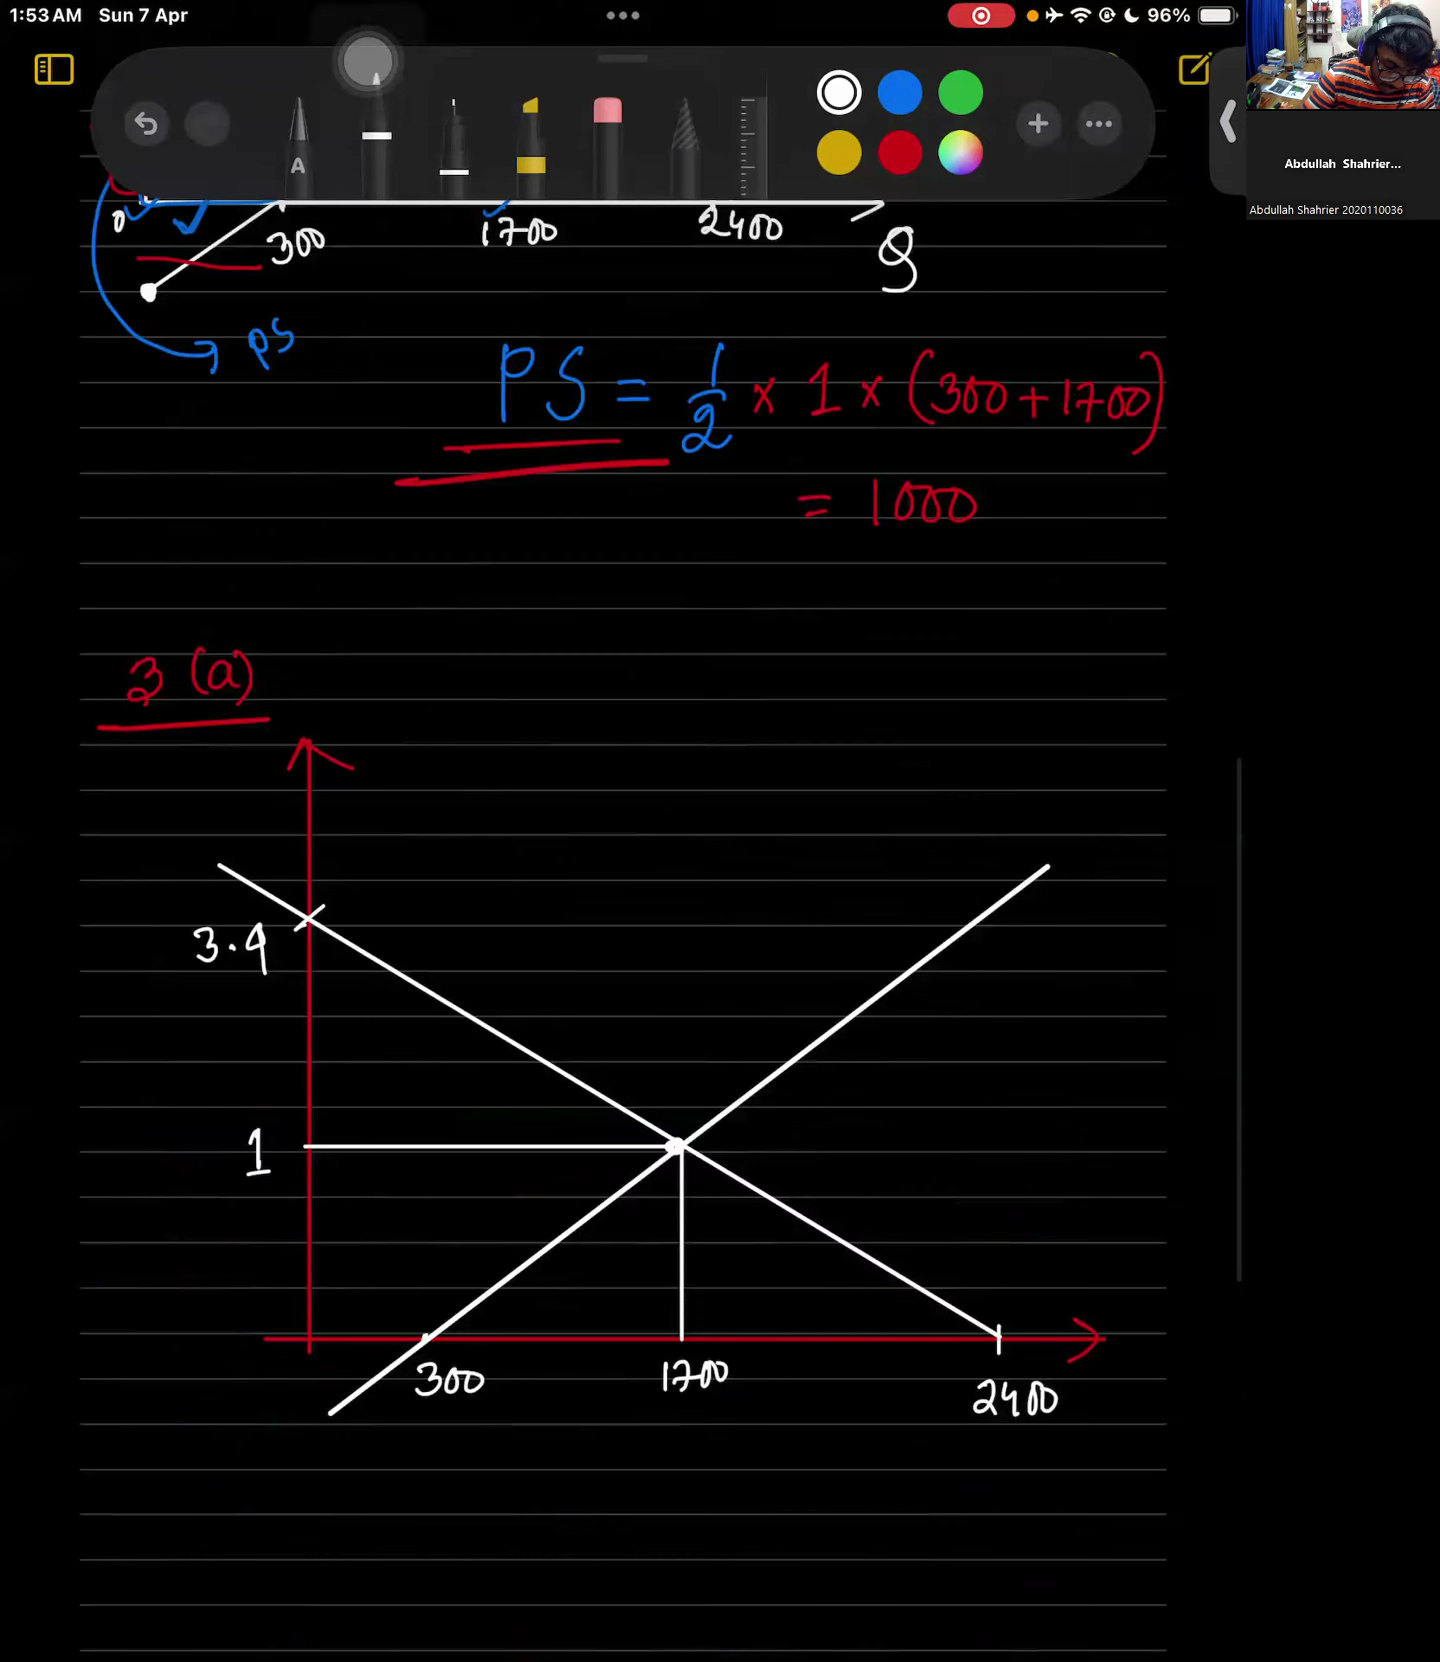 1:53 AM Sun 7 Apr
96%
A
Abdullah Shahrier...
Abdullah Shahrier 2020110036
0 300 1700 2400 Q
PS
PS = 1/2 × 1 × (300 + 1700)
= 1000
3 (a)
3.4
1
300 1700 2400